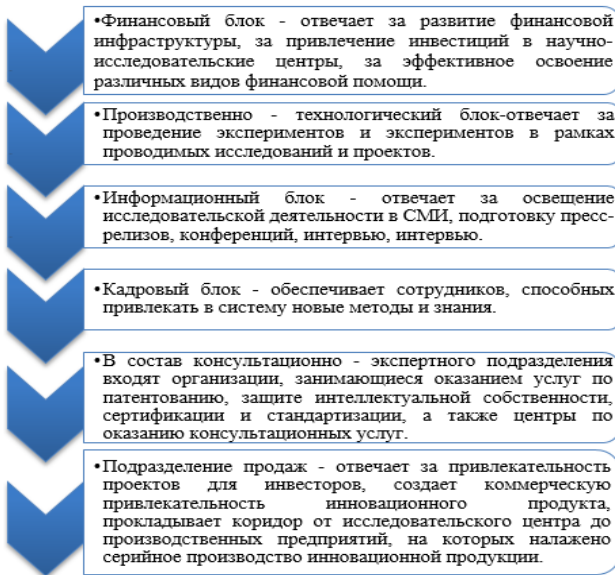 •Финансовый блок - отвечает за развитие финансовой
инфраструктуры, за привлечение инвестиций в научно-
исследовательские центры, за эффективное освоение
различных видов финансовой помощи.
•Производственно - технологический блок-отвечает за
проведение экспериментов и экспериментов в рамках
проводимых исследований и проектов.
•Информационный блок - отвечает за освещение
исследовательской деятельности в СМИ, подготовку пресс-
релизов, конференций, интервью, интервью.
•Кадровый блок - обеспечивает сотрудников, способных
привлекать в систему новые методы и знания.
•В состав консультационно - экспертного подразделения
входят организации, занимающиеся оказанием услуг по
патентованию, защите интеллектуальной собственности,
сертификации и стандартизации, а также центры по
оказанию консультационных услуг.
•Подразделение продаж - отвечает за привлекательность
проектов для инвесторов, создает коммерческую
привлекательность инновационного продукта,
прокладывает коридор от исследовательского центра до
производственных предприятий, на которых налажено
серийное производство инновационной продукции.